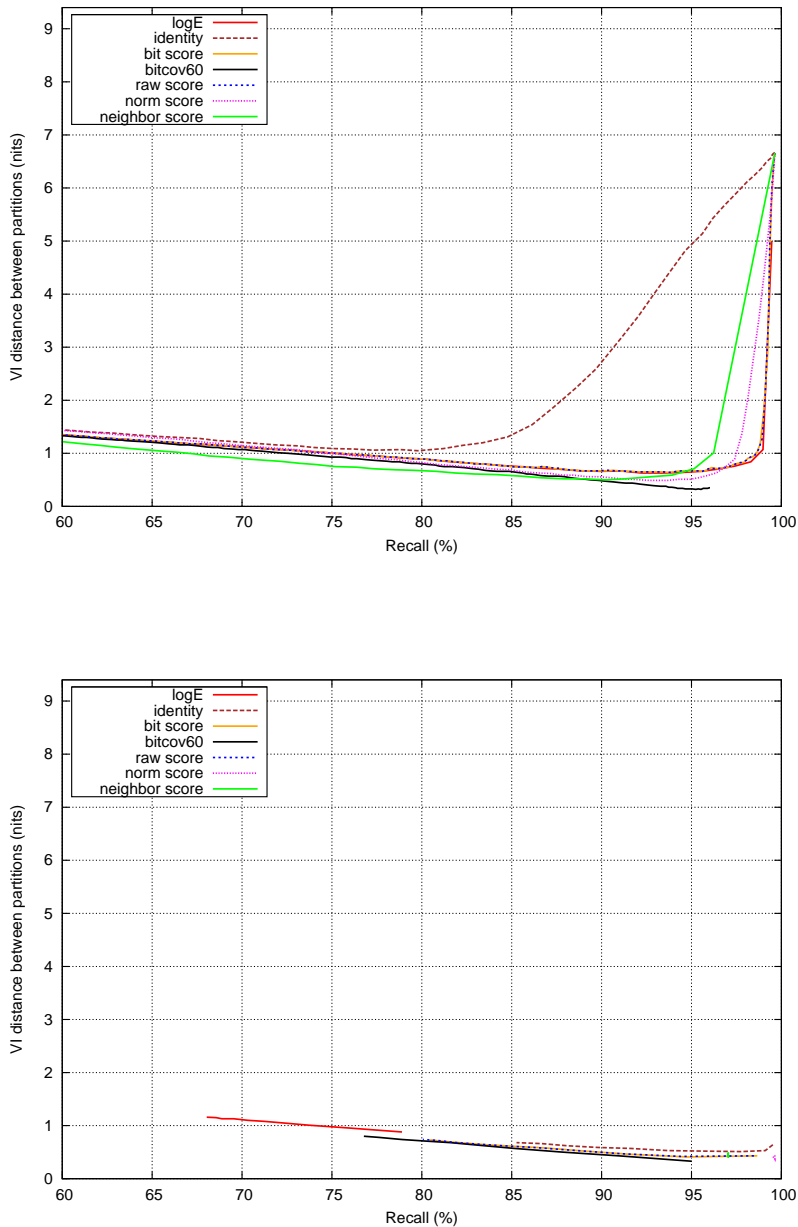 9
8
7
6
5
4
3
2
1
0
60 65 70 75 80 85 90 95 100
VI distance between partitions (nits)
Recall (%)
logE
identity
bit score
bitcov60
raw score
norm score
neighbor score
9
8
7
6
5
4
3
2
1
0
60 65 70 75 80 85 90 95 100
VI distance between partitions (nits)
Recall (%)
logE
identity
bit score
bitcov60
raw score
norm score
neighbor score